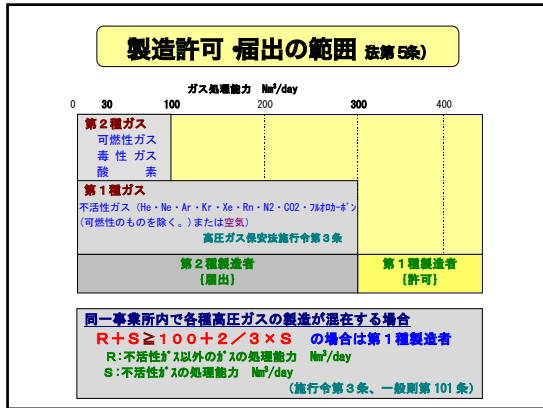 製造許可・届出の範囲 (法第5条)
ガス処理能力 Nm³/day
0 30 100 200 300 400
第2種ガス
可燃性ガス
毒性ガス
酸素
第1種ガス
不活性ガス (He・Ne・Ar・Kr・Xe・Rn・N2・CO2・フルオロカーボン
(可燃性のものを除く。)または空気)
高圧ガス保安法施行令第3条
第2種製造者 第1種製造者
{届出} {許可}
同一事業所内で各種高圧ガスの製造が混在する場合
R+S≧100+2/3×S の場合は第1種製造者
R:不活性ガス以外のガスの処理能力 Nm³/day
S:不活性ガスの処理能力 Nm³/day
(施行令第3条、一般則第101条)